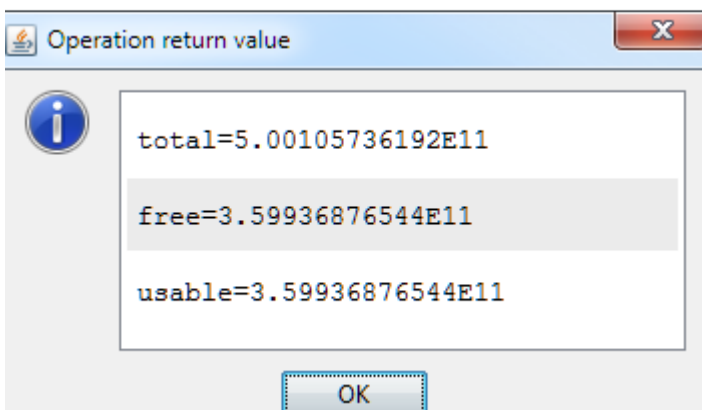 Operation return value
total=5.00105736192E11
free=3.59936876544E11
usable=3.59936876544E11
OK